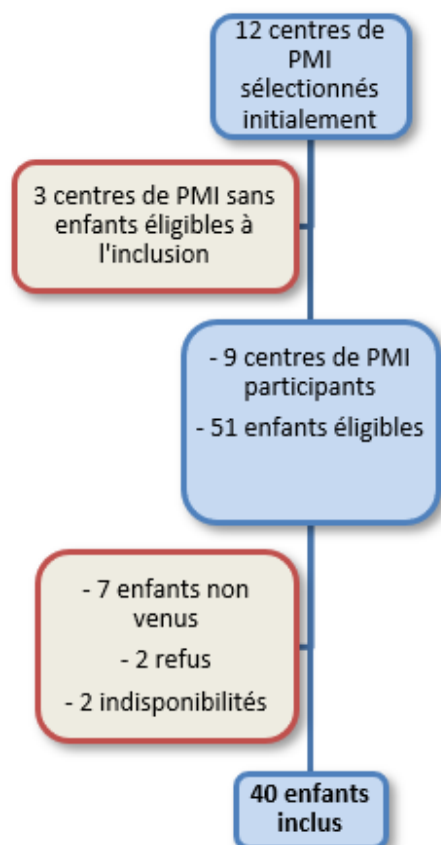 12 centres de
PMI
sélectionnés
initialement
3 centres de PMI sans
enfants éligibles à
l'inclusion
- 9 centres de PMI
participants
- 51 enfants éligibles
- 7 enfants non
venus
- 2 refus
- 2 indisponibilités
40 enfants
inclus